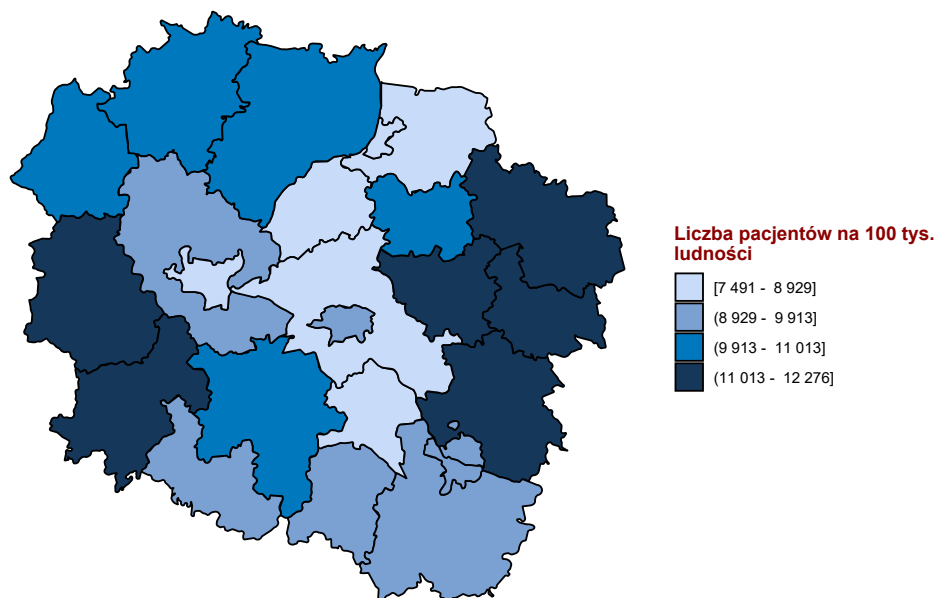 Liczba pacjentów na 100 tys.
ludności
[7 491 - 8 929]
(8 929 - 9 913]
(9 913 - 11 013]
(11 013 - 12 276]